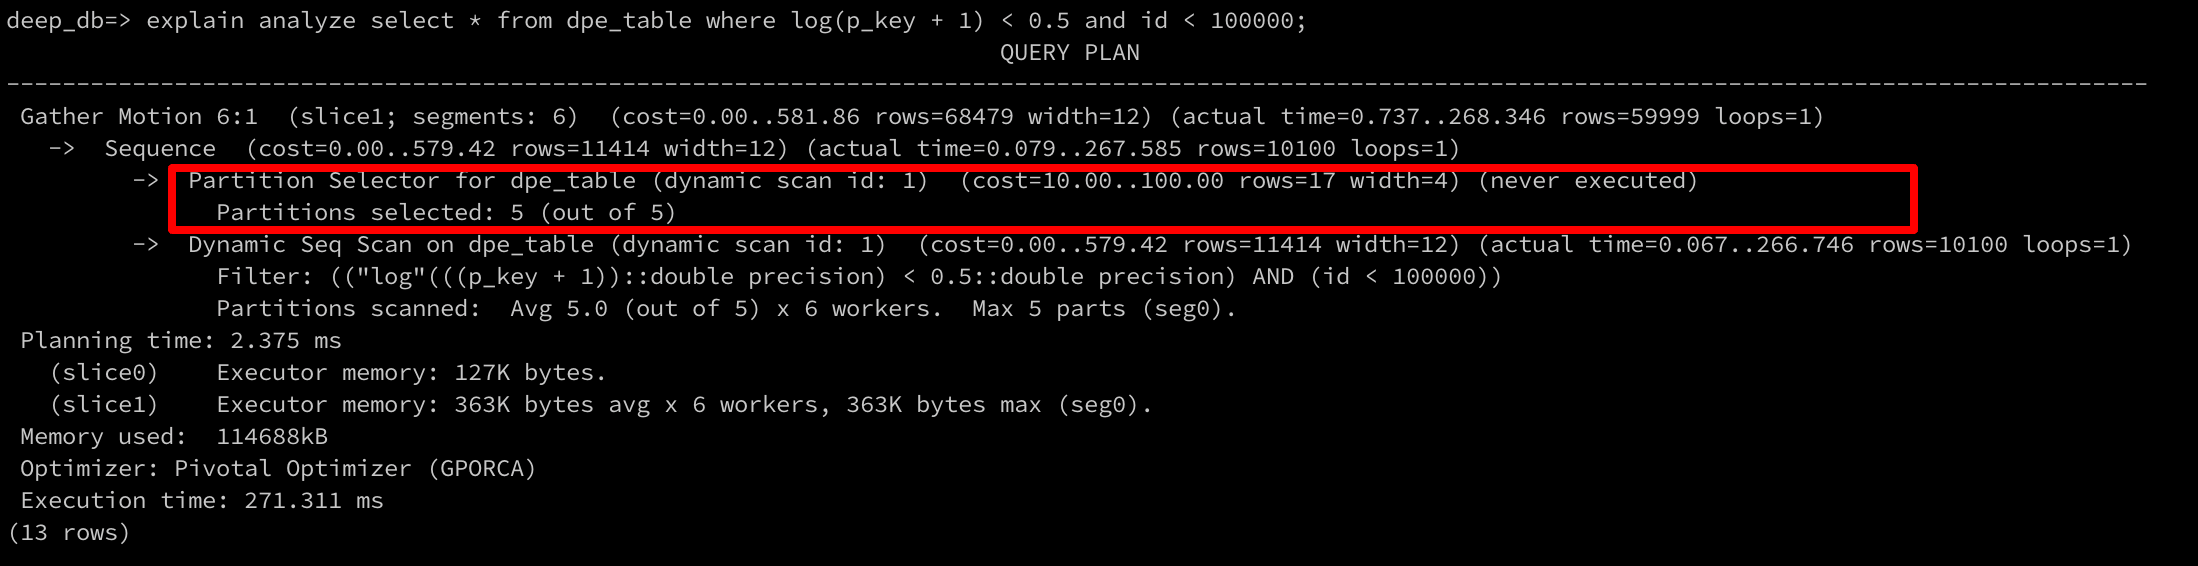 deep_db=> explain analyze select * from dpe_table where log(p_key + 1) < 0.5 and id < 100000;
QUERY PLAN
---------------------------------------------------------------------------------------------------------------------------------------------------------
Gather Motion 6:1  (slice1; segments: 6)  (cost=0.00..581.86 rows=68479 width=12) (actual time=0.737..268.346 rows=59999 loops=1)
->  Sequence  (cost=0.00..579.42 rows=11414 width=12) (actual time=0.079..267.585 rows=10100 loops=1)
->  Partition Selector for dpe_table (dynamic scan id: 1)  (cost=10.00..100.00 rows=17 width=4) (never executed)
Partitions selected: 5 (out of 5)
->  Dynamic Seq Scan on dpe_table (dynamic scan id: 1)  (cost=0.00..579.42 rows=11414 width=12) (actual time=0.067..266.746 rows=10100 loops=1)
Filter: (("log"(((p_key + 1))::double precision) < 0.5::double precision) AND (id < 100000))
Partitions scanned:  Avg 5.0 (out of 5) x 6 workers.  Max 5 parts (seg0).
Planning time: 2.375 ms
(slice0)    Executor memory: 127K bytes.
(slice1)    Executor memory: 363K bytes avg x 6 workers, 363K bytes max (seg0).
Memory used:  114688kB
Optimizer: Pivotal Optimizer (GPORCA)
Execution time: 271.311 ms
(13 rows)